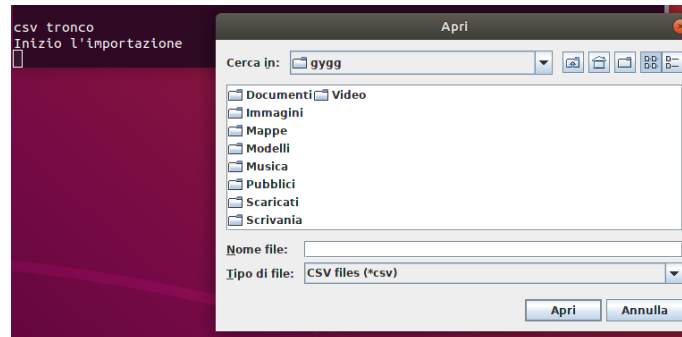 csv tronco
Inizio l'importazione
Apri
Cerca in: gygg
Documenti Video
Immagini
Mappe
Modelli
Musica
Pubblici
Scaricati
Scrivania
Nome file:
Tipo di file: CSV files (*csv)
Apri Annulla